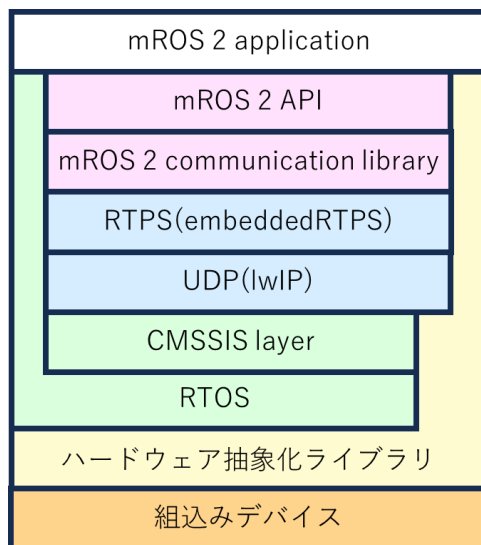 mROS 2 application
mROS 2 API
mROS 2 communication library
RTPS(embeddedRTPS)
UDP(lwIP)
CMSSIS layer
RTOS
ハードウェア抽象化ライブラリ
組込みデバイス